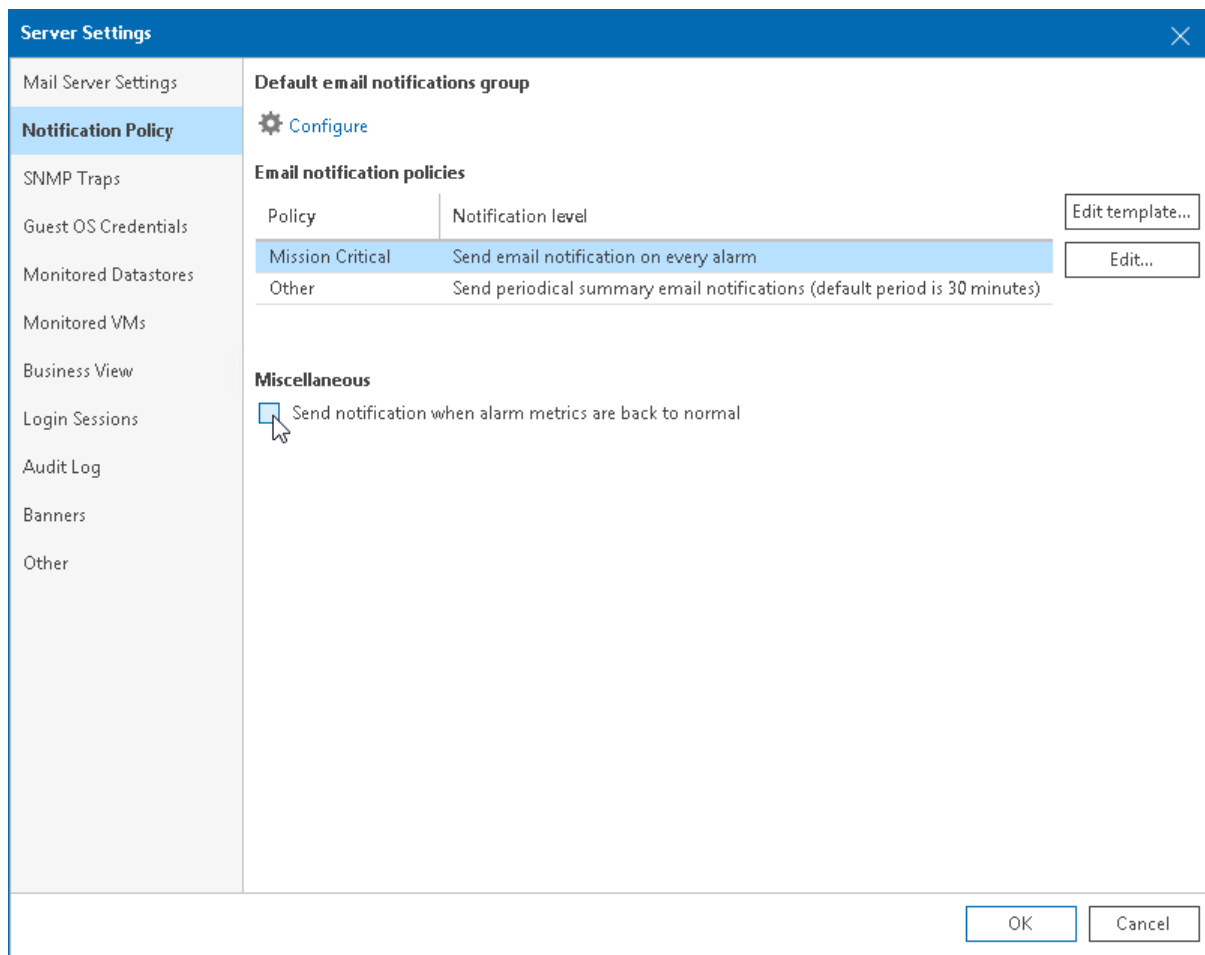 Server Settings
Mail Server Settings
Notification Policy
SNMP Traps
Guest OS Credentials
Monitored Datastores
Monitored VMs
Business View
Login Sessions
Audit Log
Banners
Other
Default email notifications group
Configure
Email notification policies
Policy Notification level
Mission Critical Send email notification on every alarm
Other Send periodical summary email notifications (default period is 30 minutes)
Edit template...
Edit...
Miscellaneous
Send notification when alarm metrics are back to normal
OK Cancel